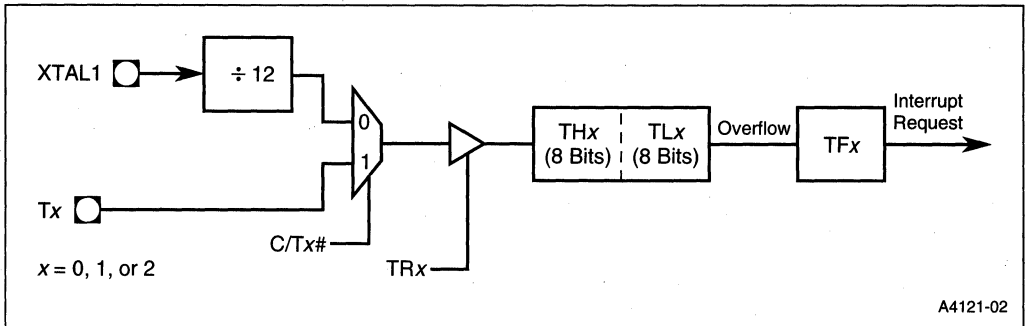 XTAL1
÷ 12
0
1
Tx
C/Tx#
TRx
THx
(8 Bits)
TLx
(8 Bits)
Overflow
TFx
Interrupt
Request
x = 0, 1, or 2
A4121-02